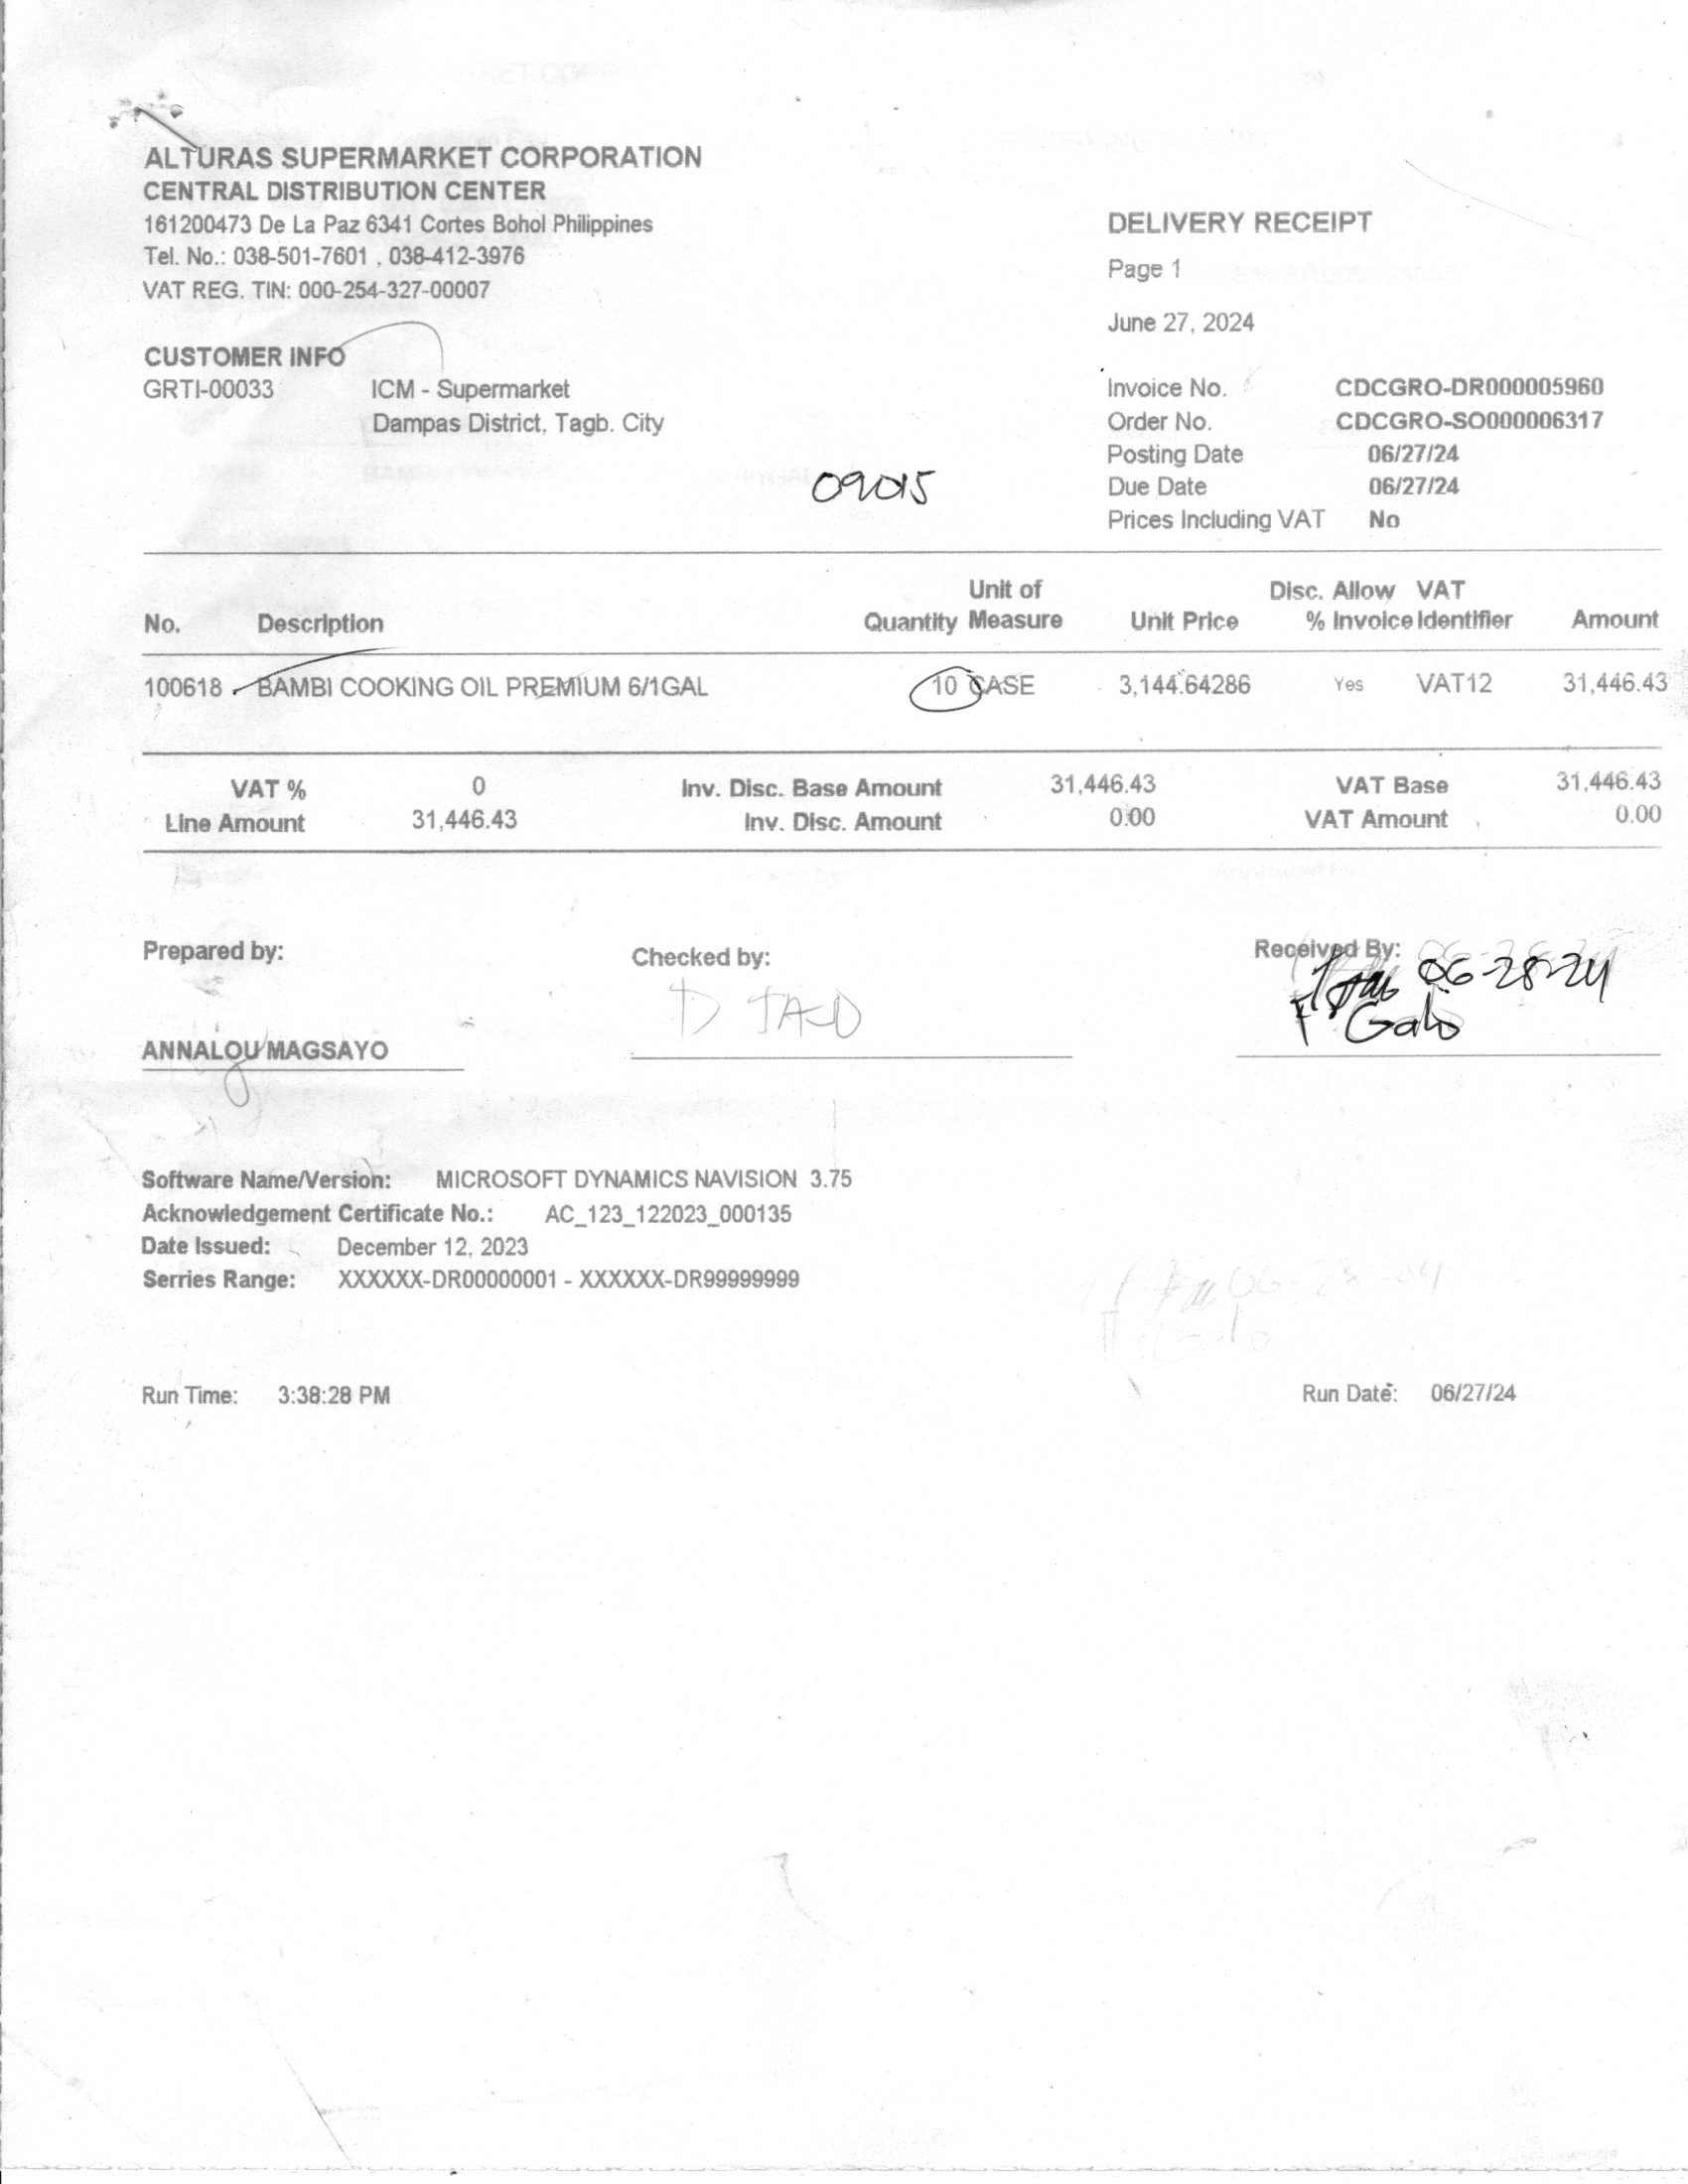 ALTURAS SUPERMARKET CORPORATION
CENTRAL DISTRIBUTION CENTER
161200473 De La Paz 6341 Cortes Bohol Philippines
Tel. No.: 038-501-7601 , 038-412-3976
VAT REG. TIN: 000-254-327-00007
DELIVERY RECEIPT
Page 1
June 27, 2024
CUSTOMER INFO
GRTI-00033 ICM - Supermarket
Dampas District, Tagb. City
Invoice No. CDCGRO-DR000005960
Order No. CDCGRO-SO000006317
Posting Date 06/27/24
Due Date 06/27/24
Prices Including VAT No
09015
No. Description Quantity Unit of Measure Unit Price Disc. % Allow Invoice VAT Identifier Amount
100618 BAMBI COOKING OIL PREMIUM 6/1GAL 10 CASE 3,144.64286 Yes VAT12 31,446.43
VAT % 0 Inv. Disc. Base Amount 31,446.43 VAT Base 31,446.43
Line Amount 31,446.43 Inv. Disc. Amount 0.00 VAT Amount 0.00
Prepared by: Checked by: Received By:
06-28-24
ANNALOU MAGSAYO
Software Name/Version: MICROSOFT DYNAMICS NAVISION 3.75
Acknowledgement Certificate No.: AC_123_122023_000135
Date Issued: December 12, 2023
Serries Range: XXXXXX-DR00000001 - XXXXXX-DR99999999
Run Time: 3:38:28 PM Run Date: 06/27/24